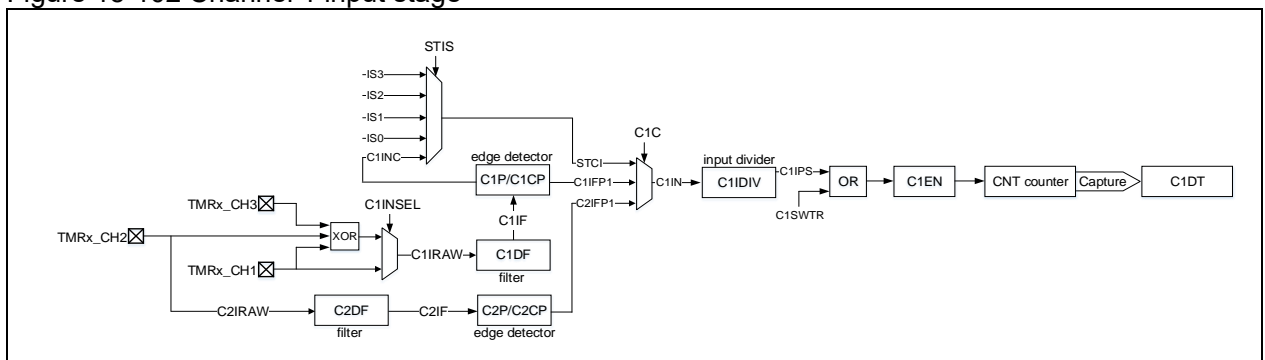 Figure
Channel 1 input stage
STIS
-IS3
-IS2
-IS1
-IS0
C1INC
edge detector
C1P/C1CP
STCI
C1IFP1
C2IFP1
C1C
C1IN
input divider
C1IDIV
C1IPS
C1SWTR
OR
C1EN
CNT counter
Capture
C1DT
TMRx_CH3
TMRx_CH2
TMRx_CH1
XOR
C1INSEL
C1IRAW
C1IF
C1DF
filter
C2IRAW
C2DF
filter
C2IF
C2P/C2CP
edge detector